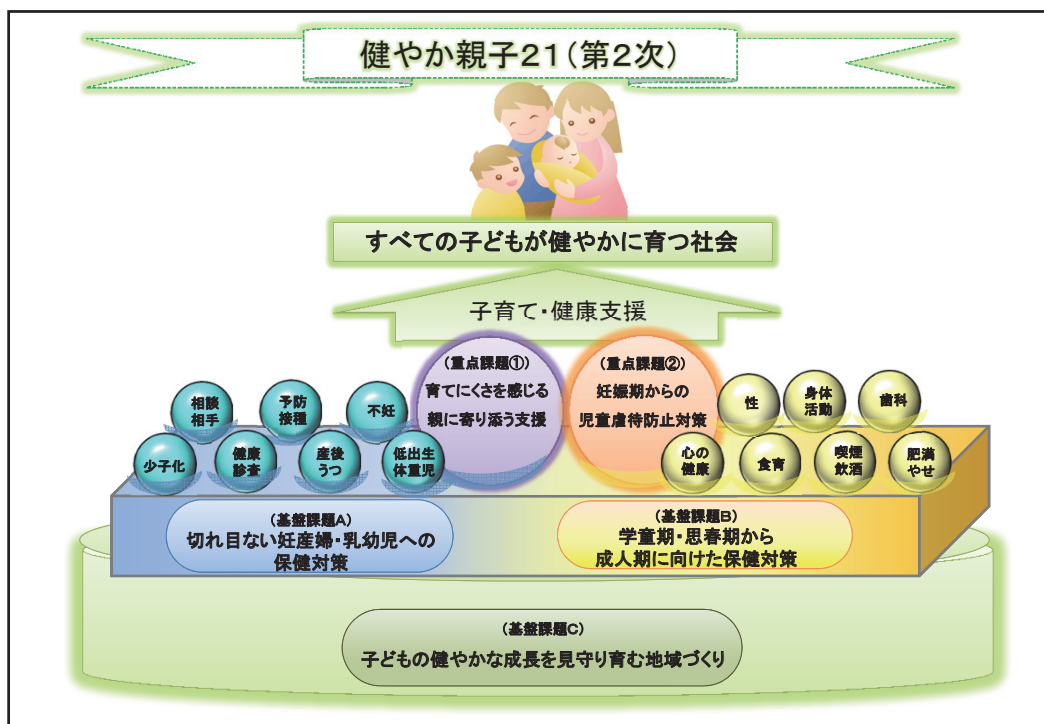 健やか親子21(第2次)
すべての子どもが健やかに育つ社会
子育て・健康支援
(重点課題①)
育てにくさを感じる
親に寄り添う支援
(重点課題②)
妊娠期からの
児童虐待防止対策
相談
相手
予防
接種
不妊
少子化
健康
診査
産後
うつ
低出生
体重児
性
身体
活動
歯科
心の
健康
食育
喫煙
飲酒
肥満
やせ
(基盤課題A)
切れ目ない妊産婦・乳幼児への
保健対策
(基盤課題B)
学童期・思春期から
成人期に向けた保健対策
(基盤課題C)
子どもの健やかな成長を見守り育む地域づくり